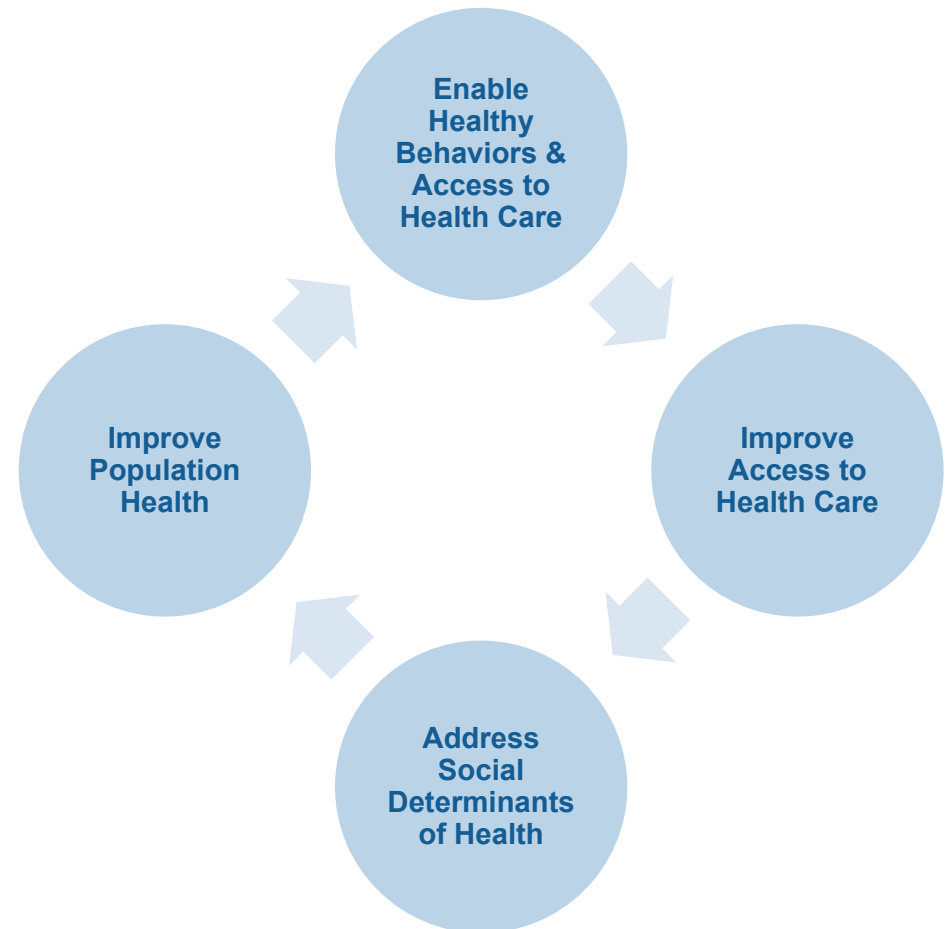 Enable
Healthy
Behaviors &
Access to
Health Care
Improve
Access to
Health Care
Address
Social
Determinants
of Health
Improve
Population
Health